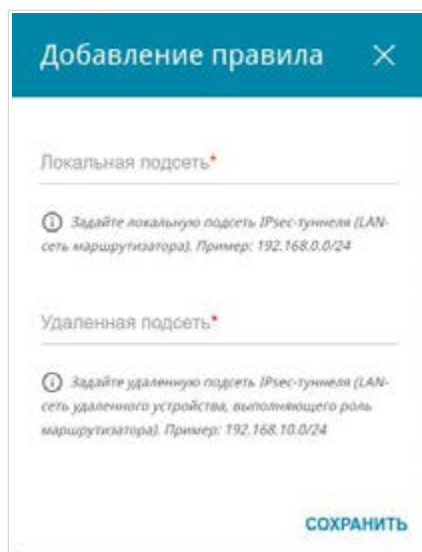 Добавление правила
Локальная подсеть*
Задайте локальную подсеть IPsec-туннеля (LAN-
сеть маршрутизатора). Пример: 192.168.0.0/24
Удаленная подсеть*
Задайте удаленную подсеть IPsec-туннеля (LAN-
сеть удаленного устройства, выполняющего роль
маршрутизатора). Пример: 192.168.10.0/24
СОХРАНИТЬ